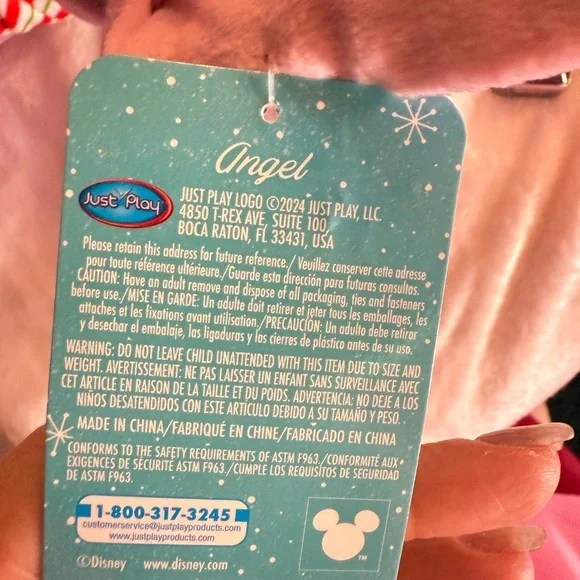 Angel
Just Play
JUST PLAY LOGO ©2024 JUST PLAY, LLC.
4850 T-REX AVE, SUITE 100,
BOCA RATON, FL 33431, USA
Please retain this address for future reference./ Veuillez conserver cette adresse
pour toute référence ultérieure./Guarde esta dirección para futuras consultas.
CAUTION: Have an adult remove and dispose of all packaging, ties and fasteners
before use./MISE EN GARDE: Un adulte doit retirer et jeter tous les emballages, les
attaches et les fixations avant utilisation./PRECAUCIÓN: Un adulto debe retirar
y desechar el embalaje, las ligaduras y los cierres de plástico antes de su uso.
WARNING: DO NOT LEAVE CHILD UNATTENDED WITH THIS ITEM DUE TO SIZE AND
WEIGHT. AVERTISSEMENT: NE PAS LAISSER UN ENFANT SANS SURVEILLANCE AVEC
CET ARTICLE EN RAISON DE LA TAILLE ET DU POIDS. ADVERTENCIA: NO DEJE A LOS
NIÑOS DESATENDIDOS CON ESTE ARTÍCULO DEBIDO A SU TAMAÑO Y PESO.
MADE IN CHINA/FABRIQUÉ EN CHINE/FABRICADO EN CHINA
CONFORMS TO THE SAFETY REQUIREMENTS OF ASTM F963./CONFORMITÉ AUX
EXIGENCES DE SÉCURITÉ ASTM F963./CUMPLE LOS REQUISITOS DE SEGURIDAD
DE ASTM F963.
1-800-317-3245
customerservice@justplayproducts.com
www.justplayproducts.com
©Disney www.disney.com
TM